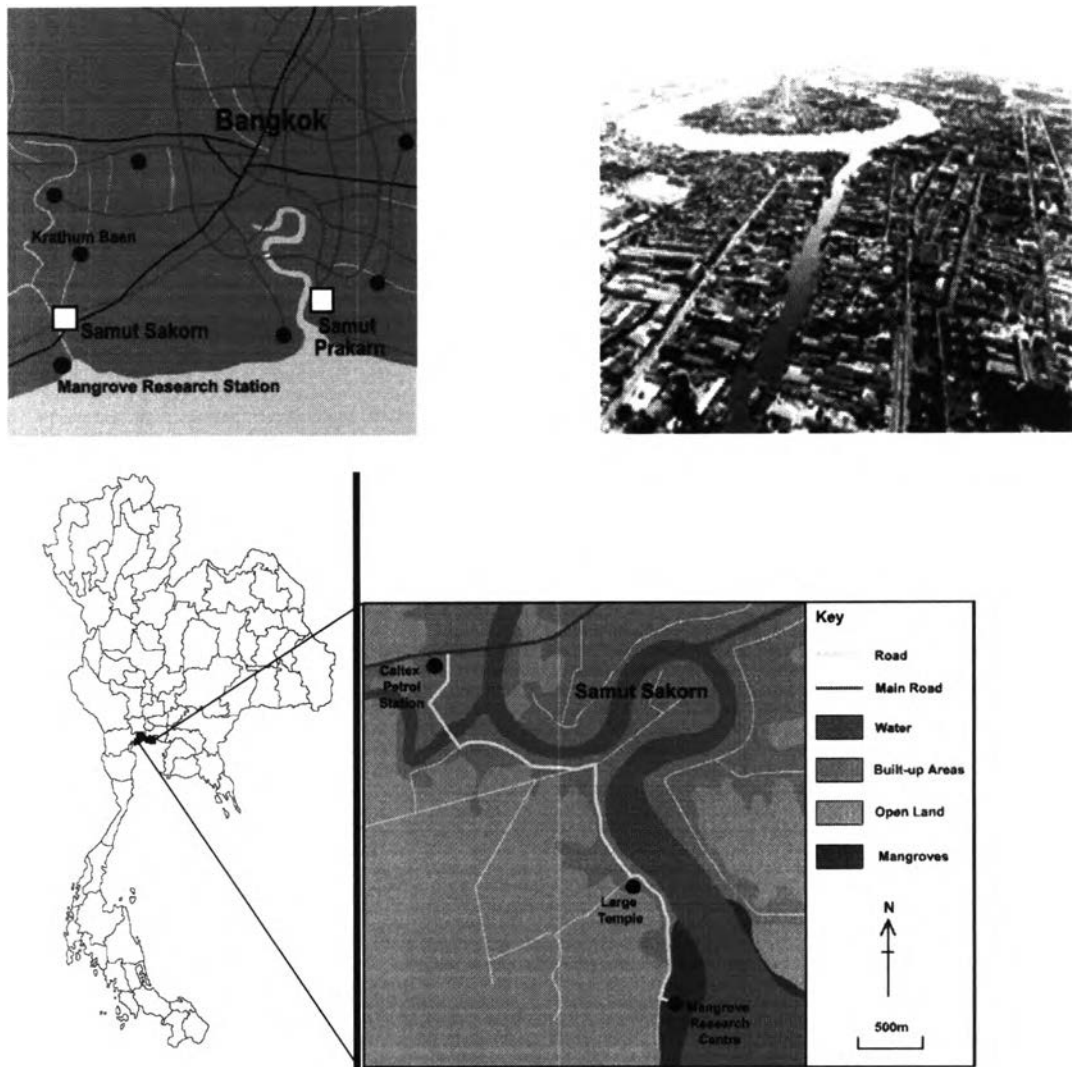 Bangkok
Krathum Baen
Samut Sakorn
Samut
Prakarn
Mangrove Research Station
Caltex
Petrol
Station
Samut Sakorn
Large
Temple
Mangrove
Research
Centre
Key
Road
Main Road
Water
Built-up Areas
Open Land
Mangroves
N
500m